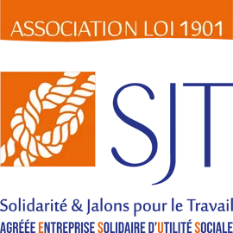 ASSOCIATION LOI 1901
SJT
Solidarité & Jalons pour le Travail
AGRÉÉE ENTREPRISE SOLIDAIRE D'UTILITÉ SOCIALE